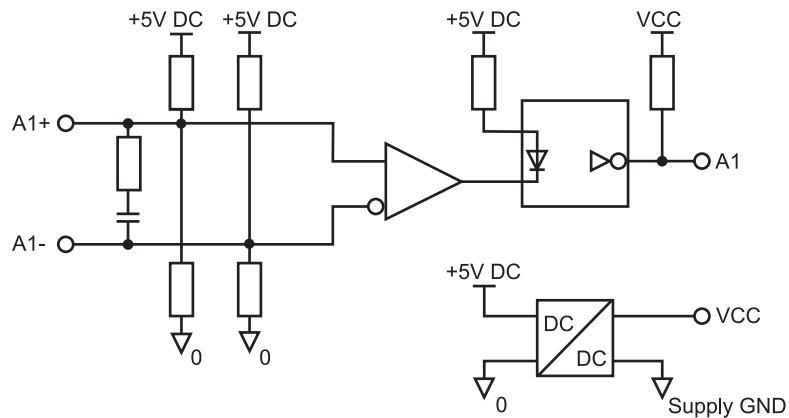 +5V DC +5V DC +5V DC VCC
A1+
A1
A1-
+5V DC
DC
VCC
DC
0 0
0 Supply GND